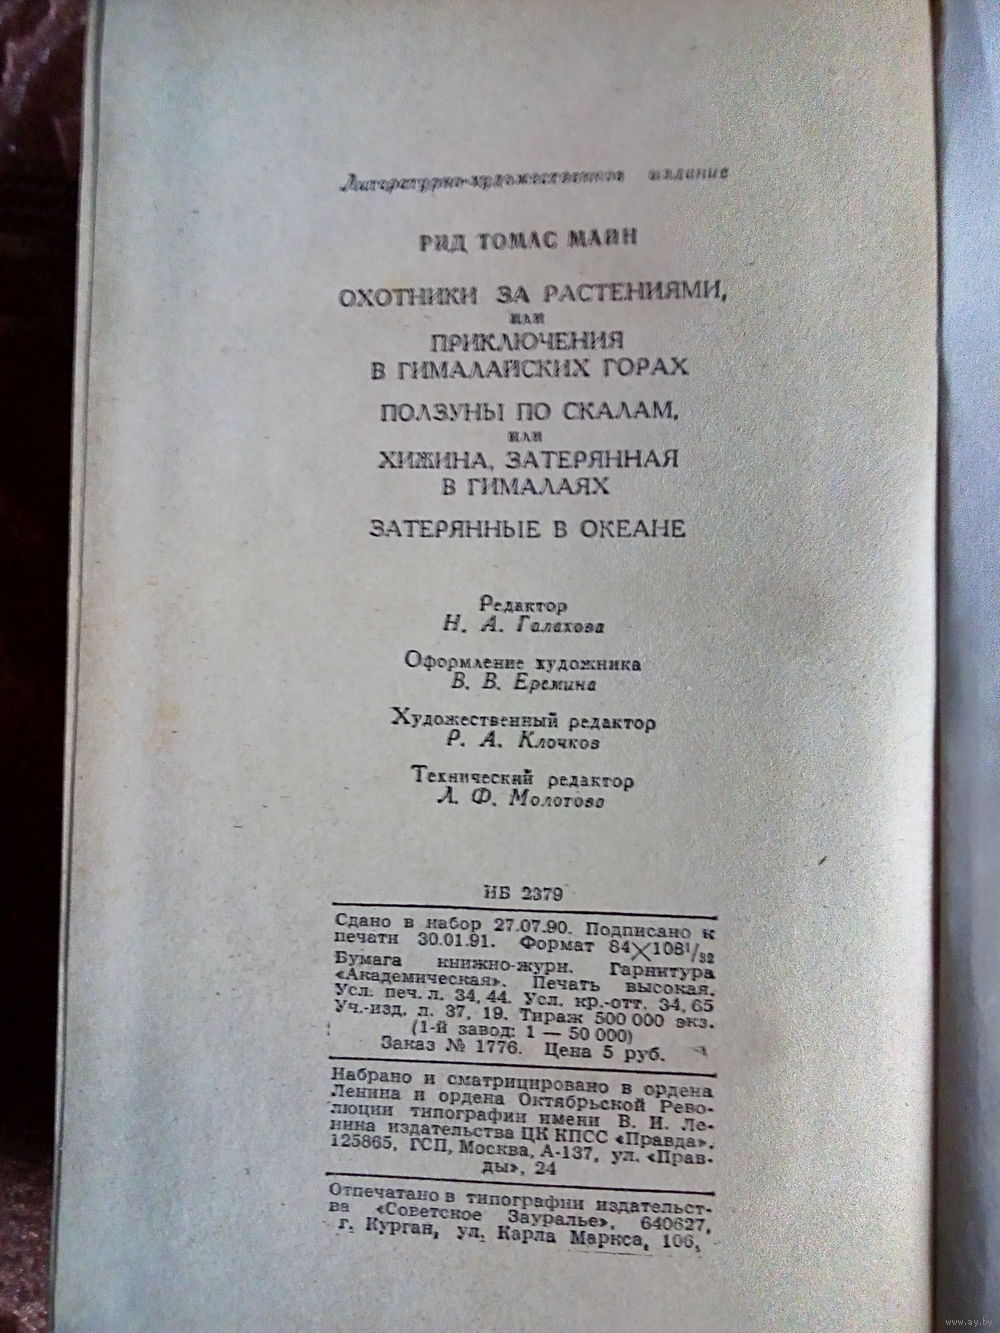 Литературно-художественное издание
РИД ТОМАС МАЙН
ОХОТНИКИ ЗА РАСТЕНИЯМИ,
ИЛИ
ПРИКЛЮЧЕНИЯ
В ГИМАЛАЙСКИХ ГОРАХ
ПОЛЗУНЫ ПО СКАЛАМ,
ИЛИ
ХИЖИНА, ЗАТЕРЯННАЯ
В ГИМАЛАЯХ
ЗАТЕРЯННЫЕ В ОКЕАНЕ
Редактор
Н. А. Галахова
Оформление художника
В. В. Еремина
Художественный редактор
Р. А. Клочков
Технический редактор
Л. Ф. Молотова
ИБ 2379
Сдано в набор 27.07.90. Подписано к
печати 30.01.91. Формат 84×108 1/32
Бумага книжно-журн. Гарнитура
«Академическая». Печать высокая.
Усл. печ. л. 34,44. Усл. кр.-отт. 34,65
Уч.-изд. л. 37, 19. Тираж 500 000 экз.
(1-й завод: 1 — 50 000)
Заказ № 1776. Цена 5 руб.
Набрано и сматрицировано в ордена
Ленина и ордена Октябрьской Рево-
люции типографии имени В. И. Ле-
нина издательства ЦК КПСС «Правда».
125865, ГСП, Москва, А-137, ул. «Прав-
ды», 24
Отпечатано в типографии издательст-
ва «Советское Зауралье», 640627,
г. Курган, ул. Карла Маркса, 106,
www.ay.by